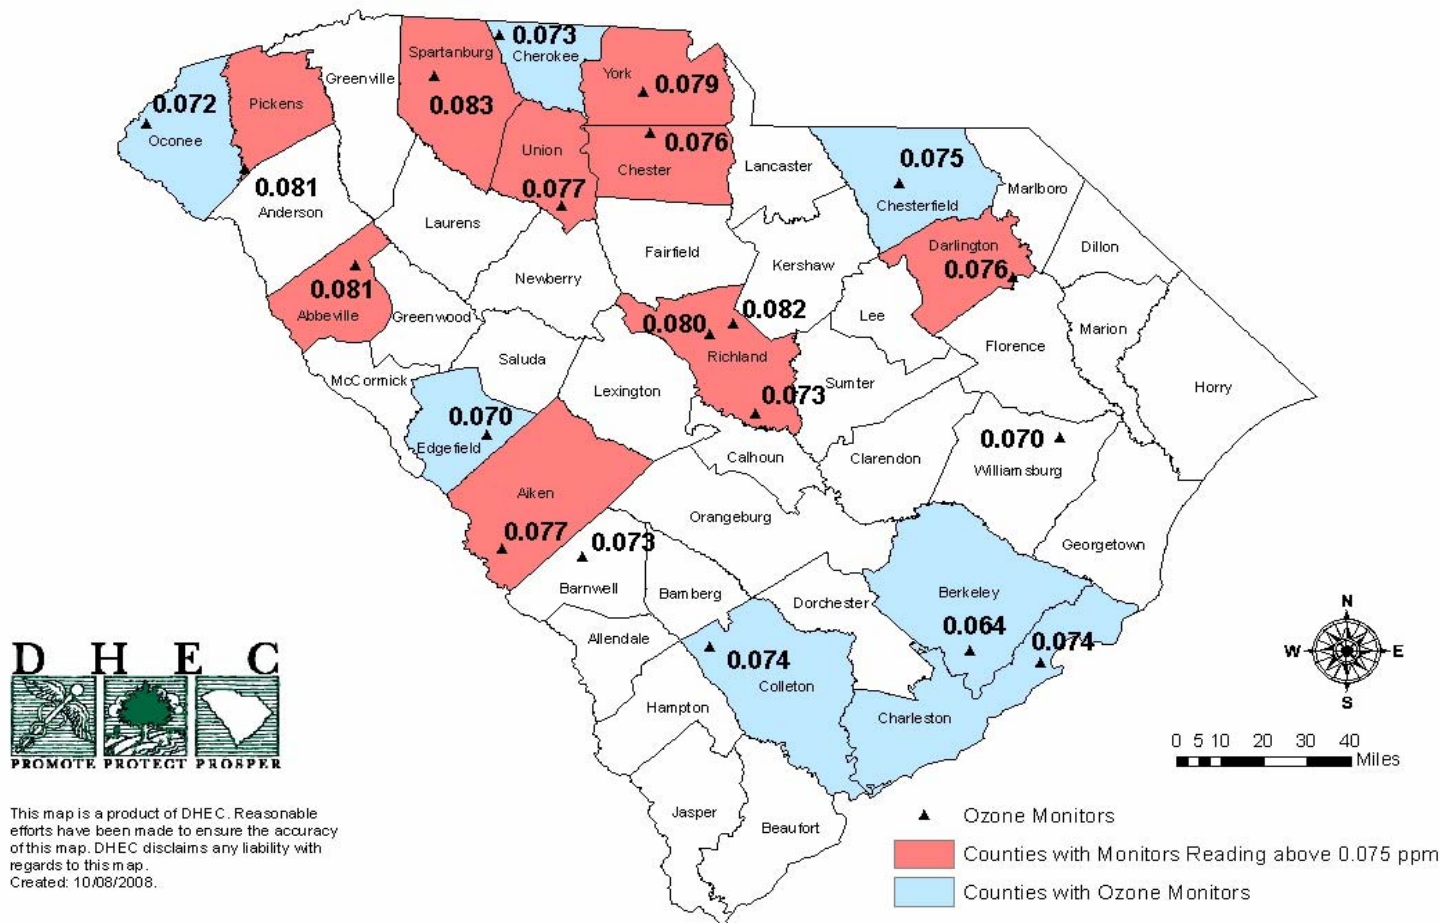 0.073
Cherokee
Spartanburg
0.083
York
0.079
Greenville
Pickens
0.072
Oconee
0.081
Anderson
Union
0.077
0.076
Chester
Lancaster
0.075
Chesterfield
Marlboro
Darlington
0.076
Dillon
Laurens
Fairfield
Kershaw
Newberry
0.081
Abbeville
Greenwood
0.080
0.082
Richland
0.073
Lee
Marion
Florence
Horry
Saluda
McCormick
Lexington
Sumter
0.070
Edgefield
Calhoun
Clarendon
0.070
Williamsburg
Aiken
0.077
Orangeburg
Georgetown
0.073
Barnwell
Bamberg
Dorchester
Berkeley
0.064
0.074
Allendale
0.074
Colleton
Hampton
Charleston
Jasper
Beaufort
N
W
E
S
0 5 10 20 30 40
Miles
D H E C
PROMOTE PROTECT PROSPER
This map is a product of DHEC. Reasonable
efforts have been made to ensure the accuracy
of this map. DHEC disclaims any liability with
regards to this map.
Created: 10/08/2008.
Ozone Monitors
Counties with Monitors Reading above 0.075 ppm
Counties with Ozone Monitors